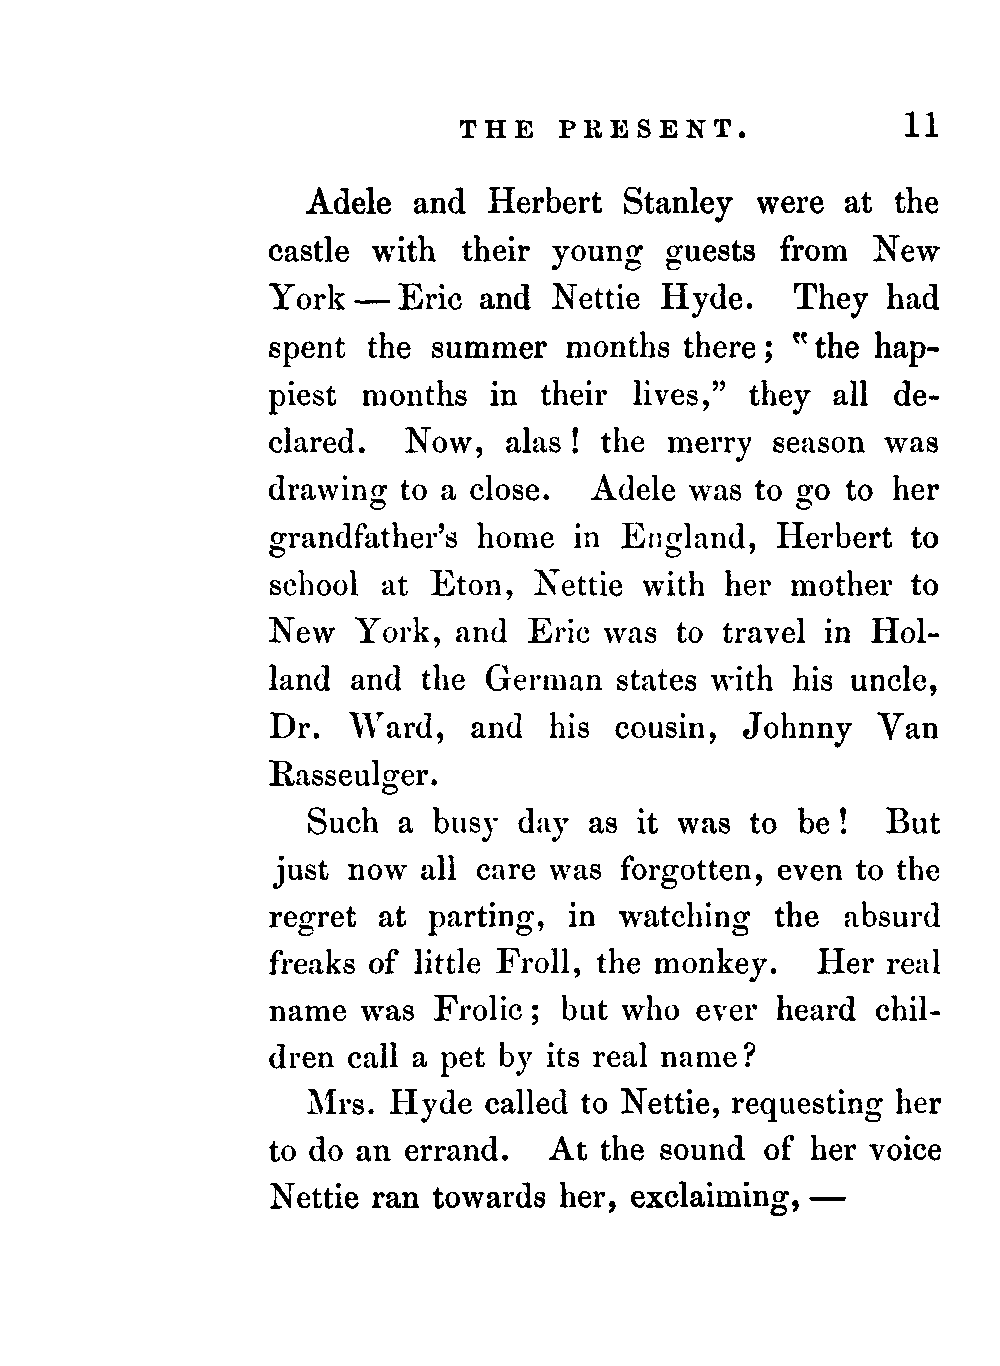 THE PRESENT. 11
Adele and Herbert Stanley were at the
castle with their young guests from New
York — Eric and Nettie Hyde. They had
spent the summer months there; "the hap-
piest months in their lives," they all de-
clared. Now, alas! the merry season was
drawing to a close. Adele was to go to her
grandfather's home in England, Herbert to
school at Eton, Nettie with her mother to
New York, and Eric was to travel in Hol-
land and the German states with his uncle,
Dr. Ward, and his cousin, Johnny Van
Rasseulger.
Such a busy day as it was to be! But
just now all care was forgotten, even to the
regret at parting, in watching the absurd
freaks of little Froll, the monkey. Her real
name was Frolic; but who ever heard chil-
dren call a pet by its real name?
Mrs. Hyde called to Nettie, requesting her
to do an errand. At the sound of her voice
Nettie ran towards her, exclaiming, —